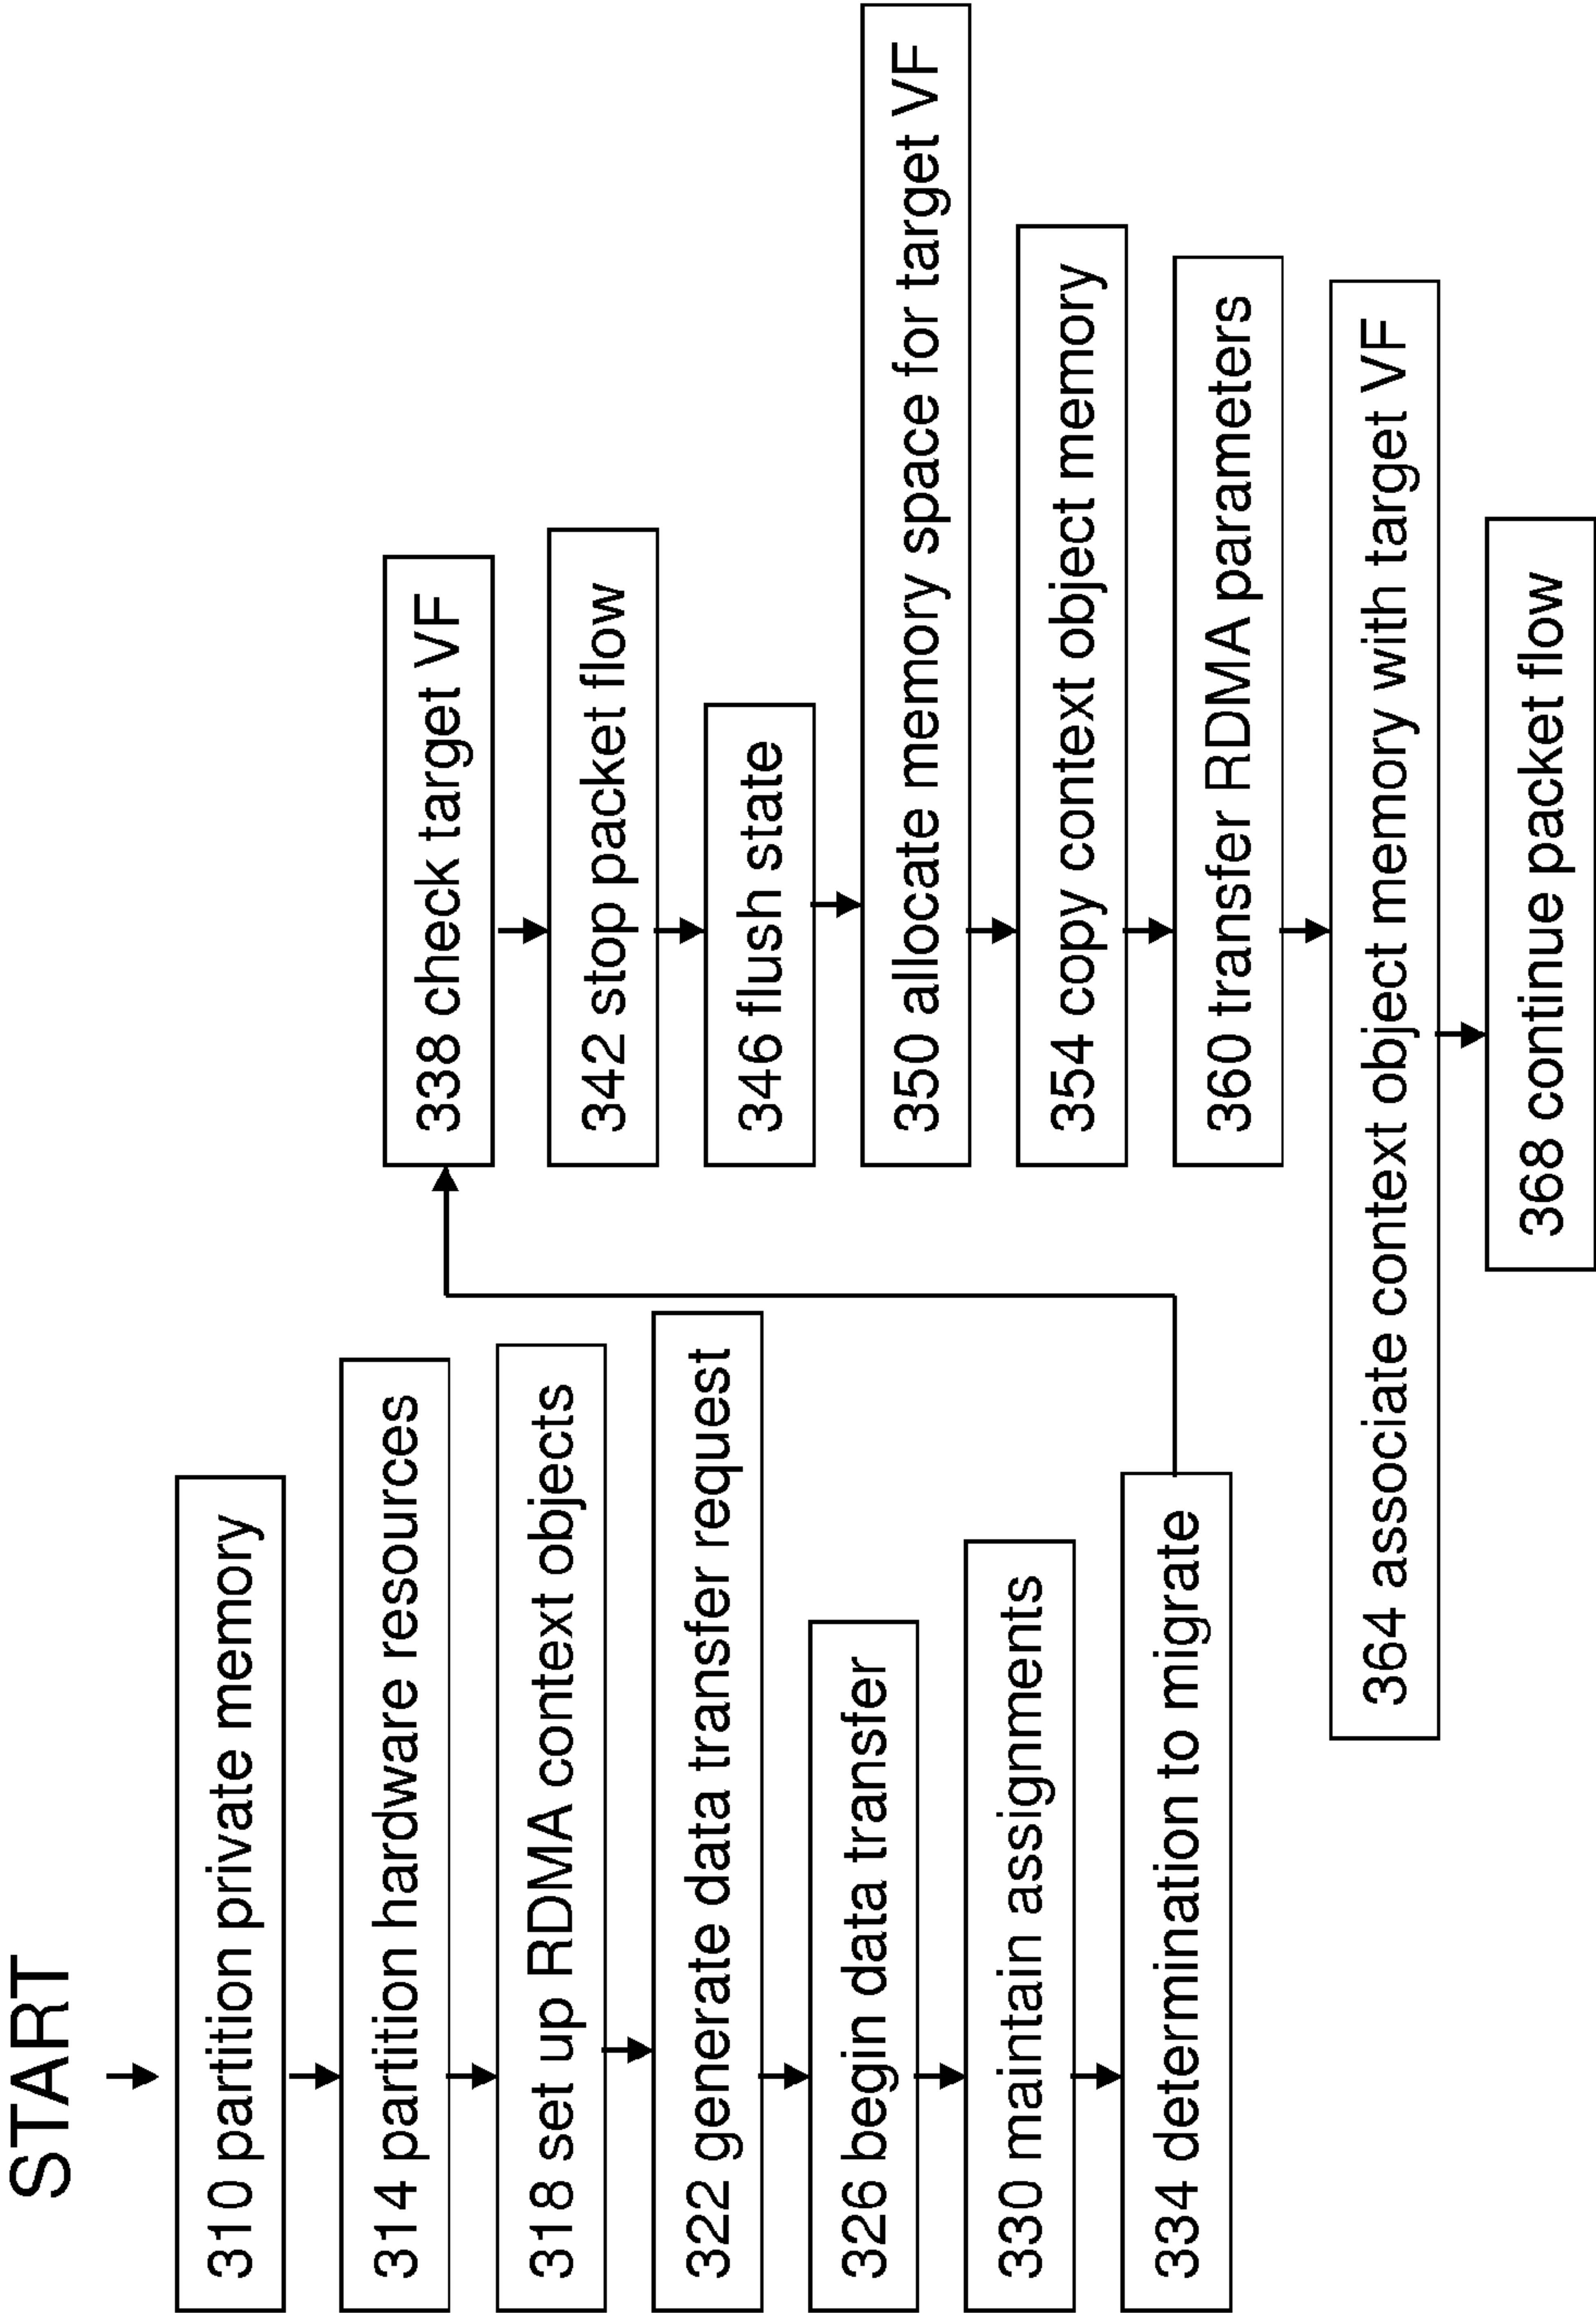 START
310 partition private memory
314 partition hardware resources
318 set up RDMA context objects
322 generate data transfer request
326 begin data transfer
330 maintain assignments
334 determination to migrate
338 check target VF
342 stop packet flow
346 flush state
350 allocate memory space for target VF
354 copy context object memory
360 transfer RDMA parameters
364 associate context object memory with target VF
368 continue packet flow